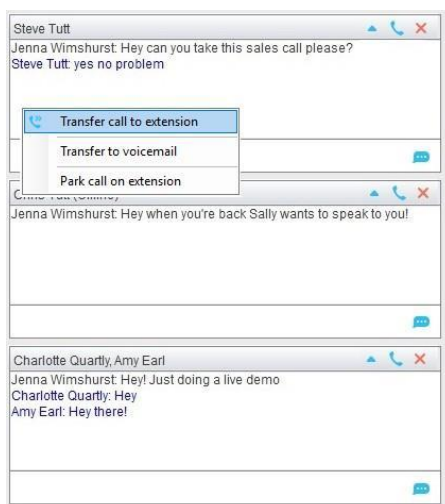 Steve Tutt
Jenna Wimshurst: Hey can you take this sales call please?
Steve Tutt: yes no problem
Transfer call to extension
Transfer to voicemail
Park call on extension
Jenna Wimshurst: Hey when you're back Sally wants to speak to you!
Charlotte Quartly, Amy Earl
Jenna Wimshurst: Hey! Just doing a live demo
Charlotte Quartly: Hey
Amy Earl: Hey there!